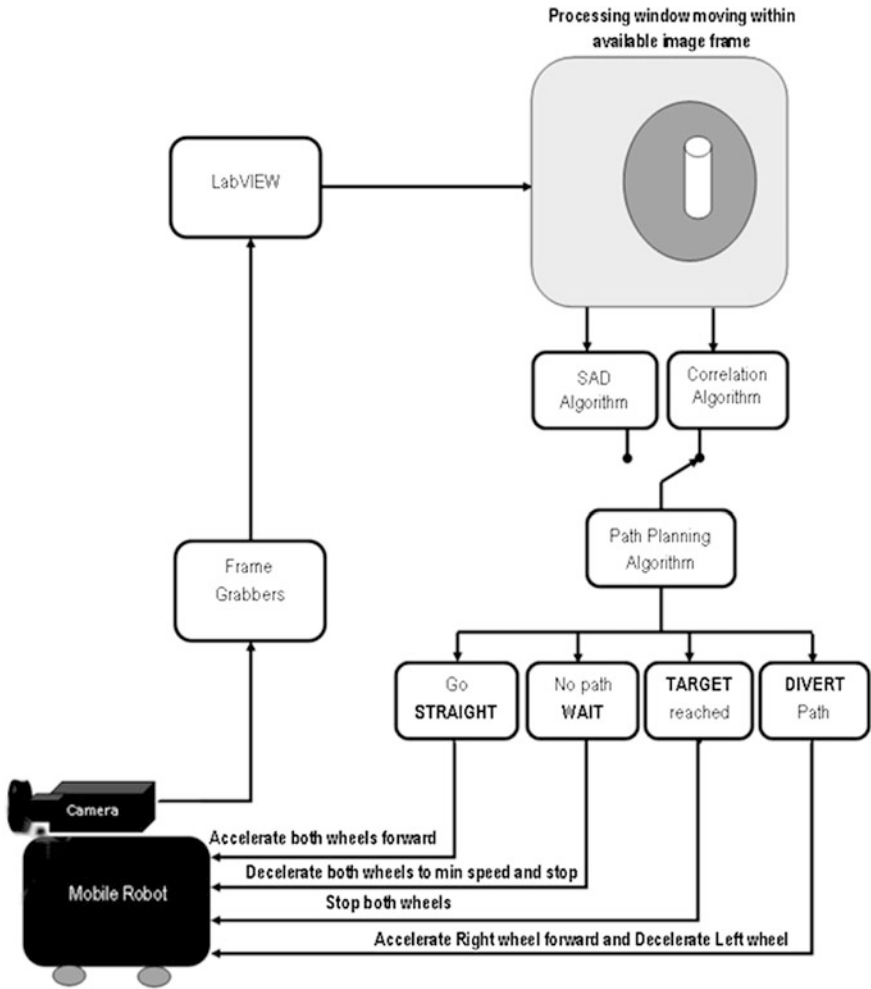 Processing window moving within
available image frame
LabVIEW
SAD
Algorithm
Correlation
Algorithm
Path Planning
Algorithm
Frame
Grabbers
Go
STRAIGHT
No path
WAIT
TARGET
reached
DIVERT
Path
Camera
Accelerate both wheels forward
Decelerate both wheels to min speed and stop
Mobile Robot
Stop both wheels
Accelerate Right wheel forward and Decelerate Left wheel